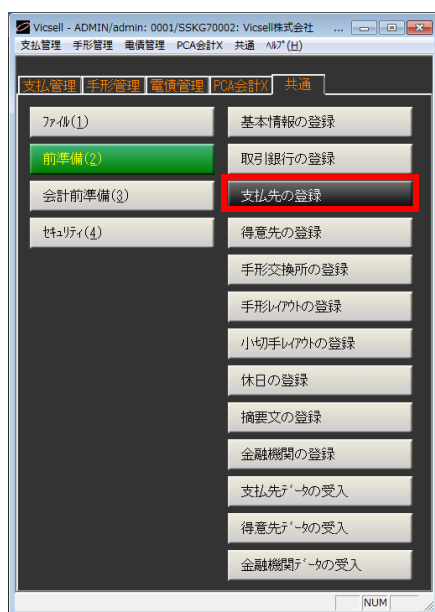 Vicsell - ADMIN/admin: 0001/SSKG70002: Vicsell株式会社 ...
支払管理 手形管理 電債管理 PCA会計X 共通 ﾍﾙﾌﾟ(H)
支払管理 手形管理 電債管理 PCA会計X 共通
ﾌｧｲﾙ(1)
前準備(2)
会計前準備(3)
ｾｷｭﾘﾃｨ(4)
基本情報の登録
取引銀行の登録
支払先の登録
得意先の登録
手形交換所の登録
手形ﾚｲｱｳﾄの登録
小切手ﾚｲｱｳﾄの登録
休日の登録
摘要文の登録
金融機関の登録
支払先ﾃﾞｰﾀの受入
得意先ﾃﾞｰﾀの受入
金融機関ﾃﾞｰﾀの受入
NUM